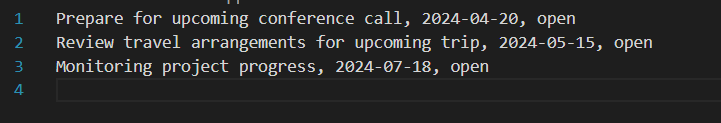 1 Prepare for upcoming conference call, 2024-04-20, open
2 Review travel arrangements for upcoming trip, 2024-05-15, open
3 Monitoring project progress, 2024-07-18, open
4